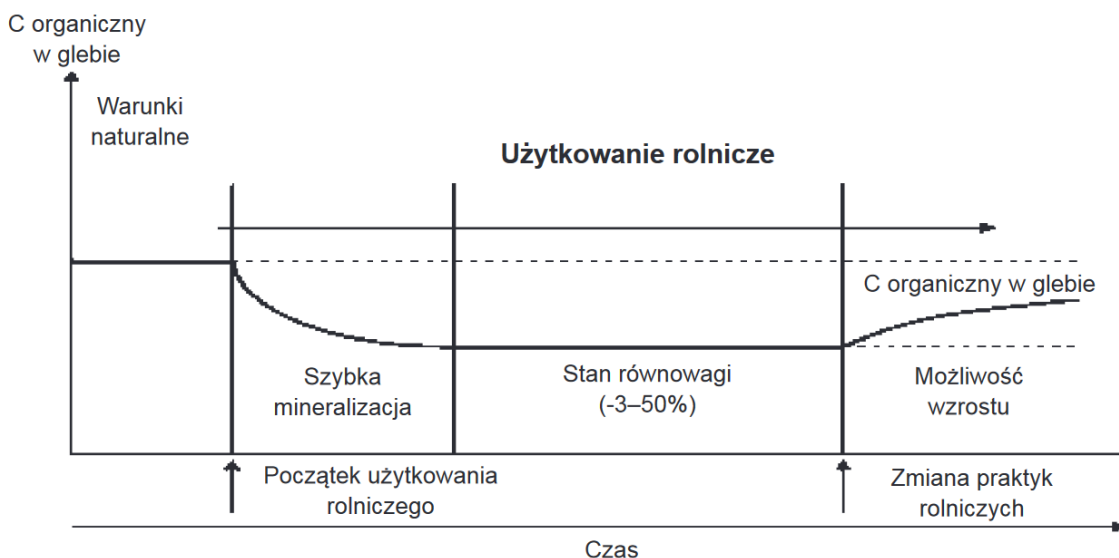 C organiczny
w glebie
Warunki
naturalne
Użytkowanie rolnicze
C organiczny w glebie
Szybka
mineralizacja
Stan równowagi
(-3–50%)
Możliwość
wzrostu
Początek użytkowania
rolniczego
Zmiana praktyk
rolniczych
Czas